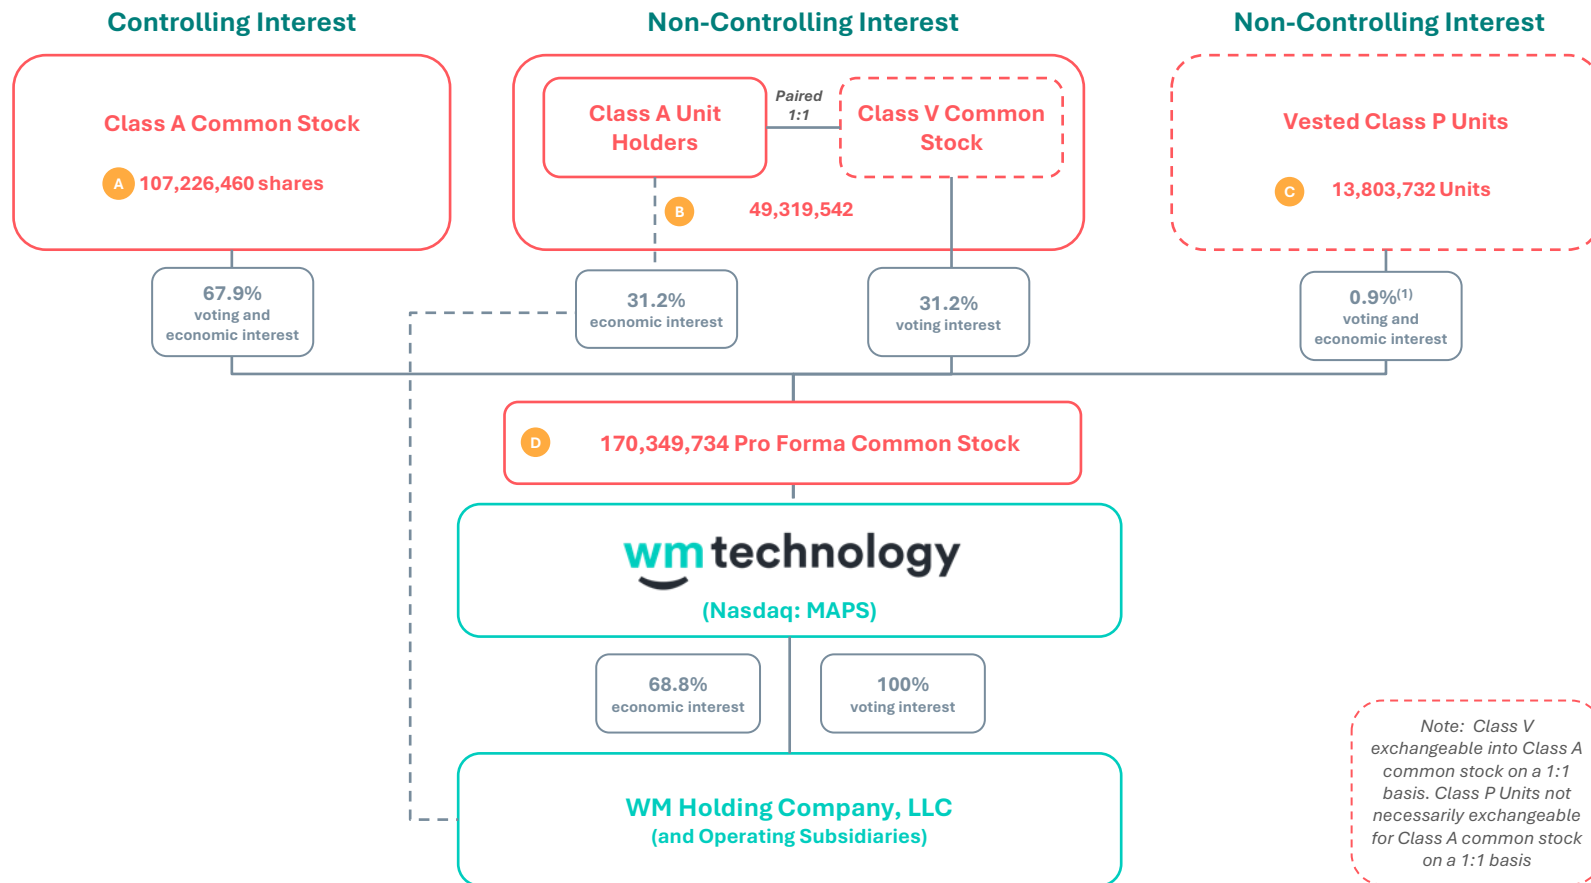 Controlling Interest
Non-Controlling Interest
Non-Controlling Interest
Class A Common Stock
A 107,226,460 shares
Class A Unit
Holders
Paired
1:1
Class V Common
Stock
B 49,319,542
Vested Class P Units
C 13,803,732 Units
67.9%
voting and
economic interest
31.2%
economic interest
31.2%
voting interest
0.9%(1)
voting and
economic interest
D 170,349,734 Pro Forma Common Stock
wm technology
(Nasdaq: MAPS)
68.8%
economic interest
100%
voting interest
WM Holding Company, LLC
(and Operating Subsidiaries)
Note: Class V
exchangeable into Class A
common stock on a 1:1
basis. Class P Units not
necessarily exchangeable
for Class A common stock
on a 1:1 basis